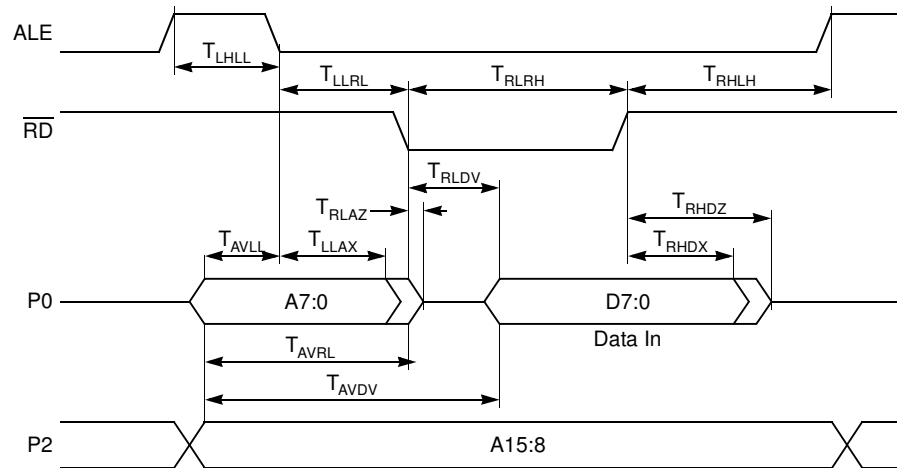 ALE
T_LHLL
T_LLRL
T_RLRH
T_RHLH
RD
T_RLDV
T_RLAZ
T_RHDZ
T_AVLL
T_LLAX
T_RHDX
P0
A7:0
D7:0
Data In
T_AVRL
T_AVDV
P2
A15:8